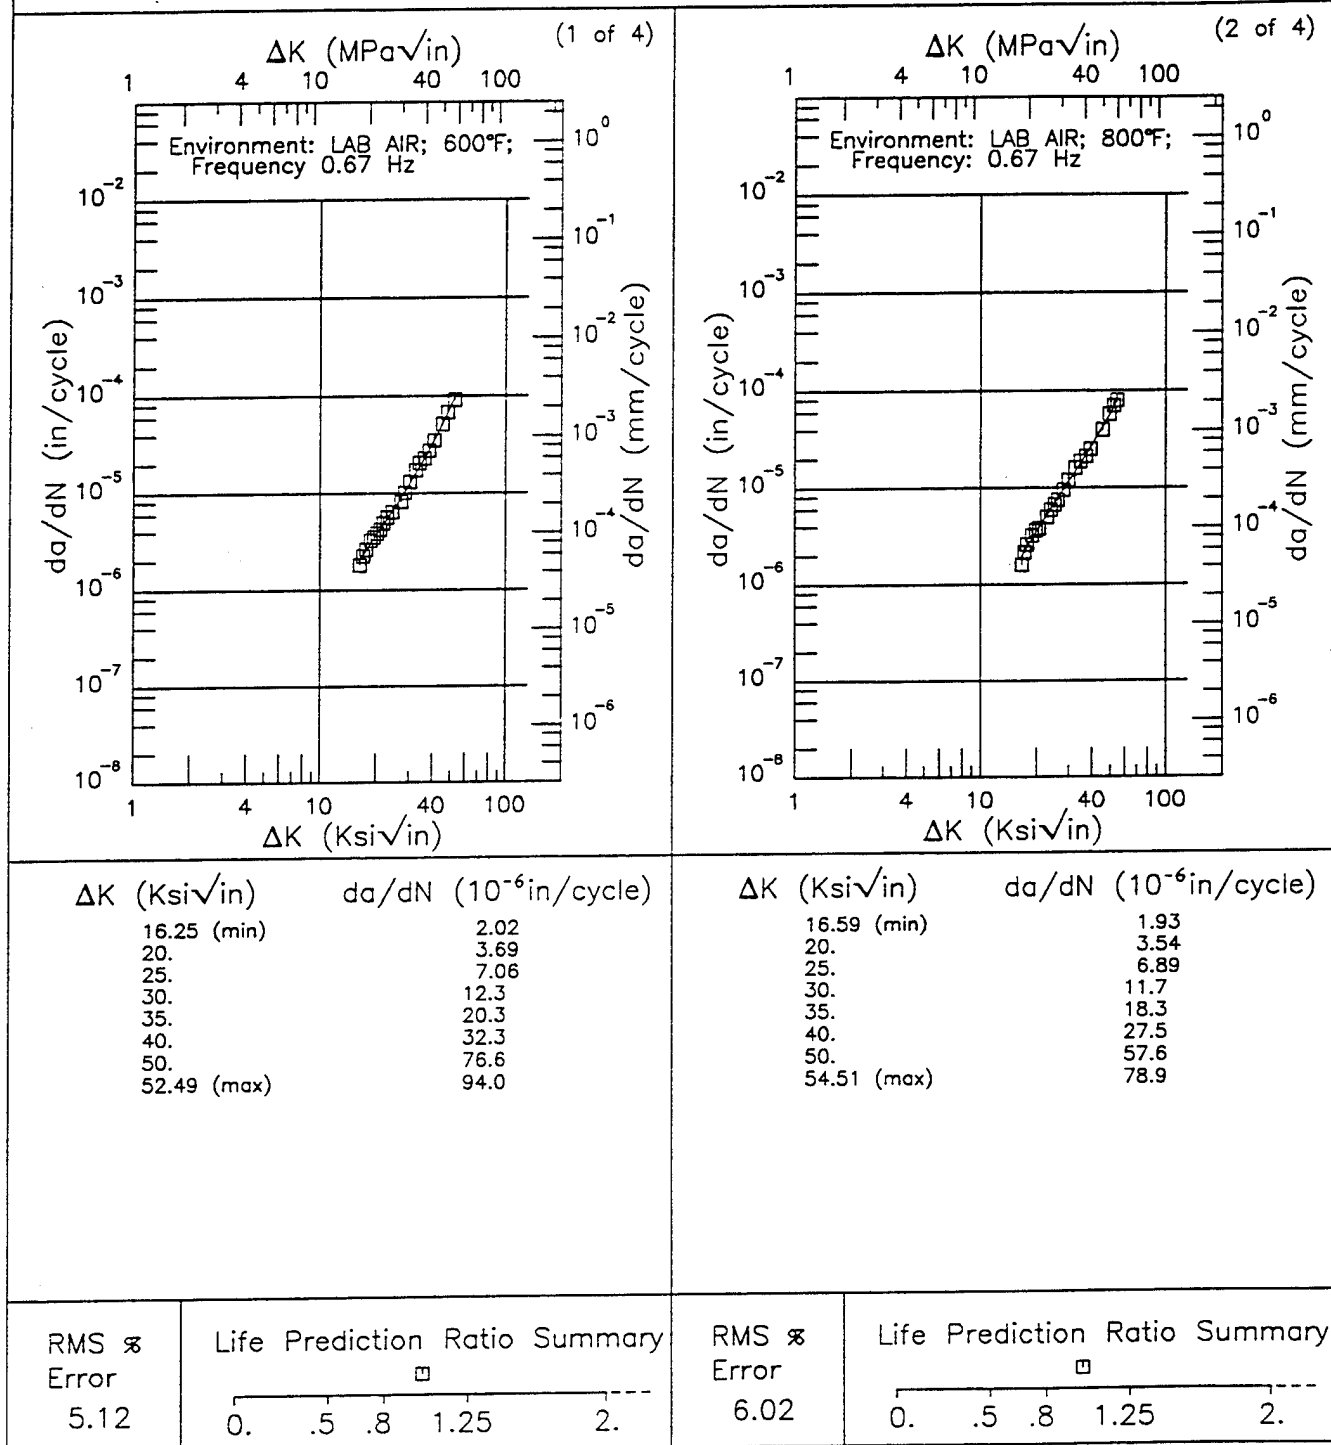 (1 of 4)
ΔK (MPa√in)
1 4 10 40 100
Environment: LAB AIR; 600°F;
Frequency 0.67 Hz
10⁰
10⁻¹
10⁻²
10⁻³
10⁻⁴
10⁻⁵
10⁻⁶
da/dN (mm/cycle)
10⁻²
10⁻³
10⁻⁴
10⁻⁵
10⁻⁶
10⁻⁷
10⁻⁸
da/dN (in/cycle)
1 4 10 40 100
ΔK (Ksi√in)
ΔK (Ksi√in) da/dN (10⁻⁶in/cycle)
16.25 (min) 2.02
20. 3.69
25. 7.06
30. 12.3
35. 20.3
40. 32.3
50. 76.6
52.49 (max) 94.0
RMS %
Error
5.12
Life Prediction Ratio Summary
0. .5 .8 1.25 2.
(2 of 4)
ΔK (MPa√in)
1 4 10 40 100
Environment: LAB AIR; 800°F;
Frequency: 0.67 Hz
10⁰
10⁻¹
10⁻²
10⁻³
10⁻⁴
10⁻⁵
10⁻⁶
da/dN (mm/cycle)
10⁻²
10⁻³
10⁻⁴
10⁻⁵
10⁻⁶
10⁻⁷
10⁻⁸
da/dN (in/cycle)
1 4 10 40 100
ΔK (Ksi√in)
ΔK (Ksi√in) da/dN (10⁻⁶in/cycle)
16.59 (min) 1.93
20. 3.54
25. 6.89
30. 11.7
35. 18.3
40. 27.5
50. 57.6
54.51 (max) 78.9
RMS %
Error
6.02
Life Prediction Ratio Summary
0. .5 .8 1.25 2.